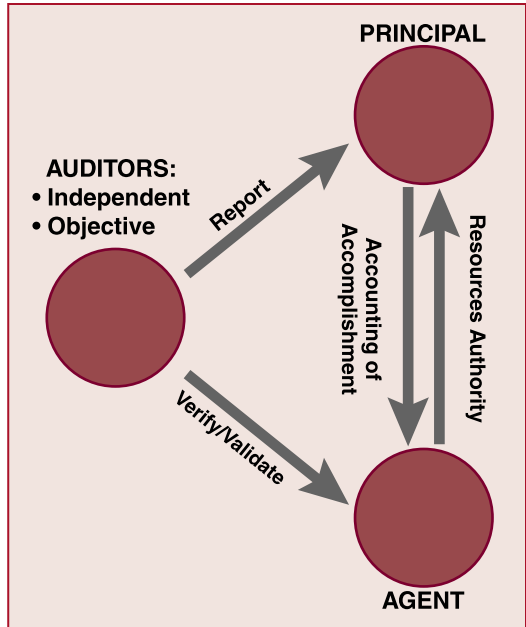 PRINCIPAL
AUDITORS:
• Independent
• Objective
Report
Accounting of
Accomplishment
Resources Authority
Verify/Validate
AGENT